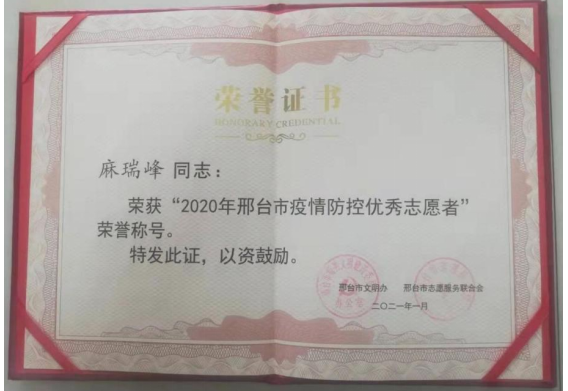 荣誉证书
HONORARY CREDENTIAL
麻瑞峰 同志：
荣获“2020年邢台市疫情防控优秀志愿者”
荣誉称号。
特发此证，以资鼓励。
邢台市文明办 邢台市志愿服务联合会
二〇二一年一月